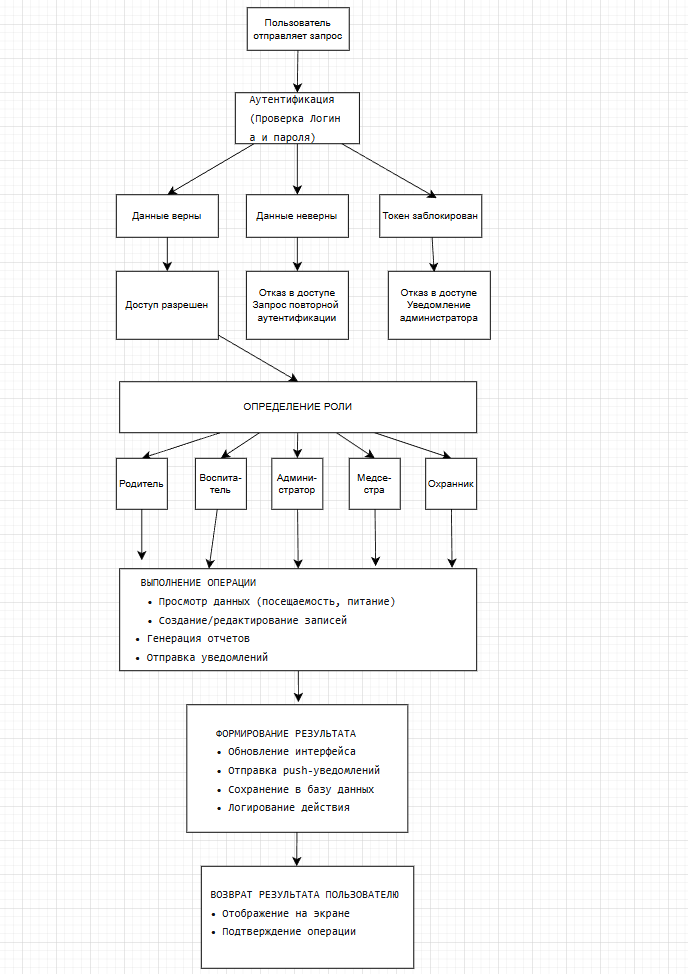 Пользователь
отправляет запрос
Аутентификация
(Проверка Логин
а и пароля)
Данные верны
Данные неверны
Токен заблокирован
Доступ разрешен
Отказ в доступе
Запрос повторной
аутентификации
Отказ в доступе
Уведомление
администратора
ОПРЕДЕЛЕНИЕ РОЛИ
Родитель
Воспита-
тель
Админи-
стратор
Медсе-
стра
Охранник
ВЫПОЛНЕНИЕ ОПЕРАЦИИ
• Просмотр данных (посещаемость, питание)
• Создание/редактирование записей
• Генерация отчетов
• Отправка уведомлений
ФОРМИРОВАНИЕ РЕЗУЛЬТАТА
• Обновление интерфейса
• Отправка push-уведомлений
• Сохранение в базу данных
• Логирование действия
ВОЗВРАТ РЕЗУЛЬТАТА ПОЛЬЗОВАТЕЛЮ
• Отображение на экране
• Подтверждение операции